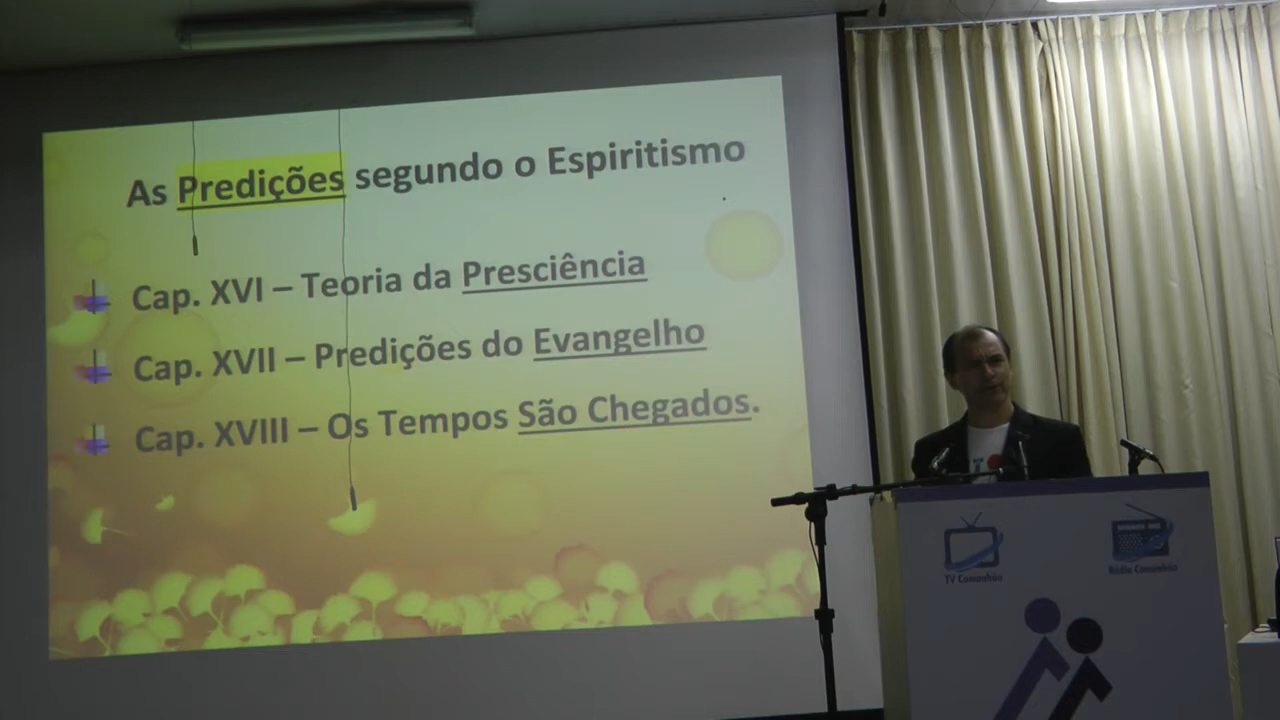 As Predições segundo o Espiritismo
Cap. XVI – Teoria da Presciência
Cap. XVII – Predições do Evangelho
Cap. XVIII – Os Tempos São Chegados.
TV Comunhão
Rádio Comunhão